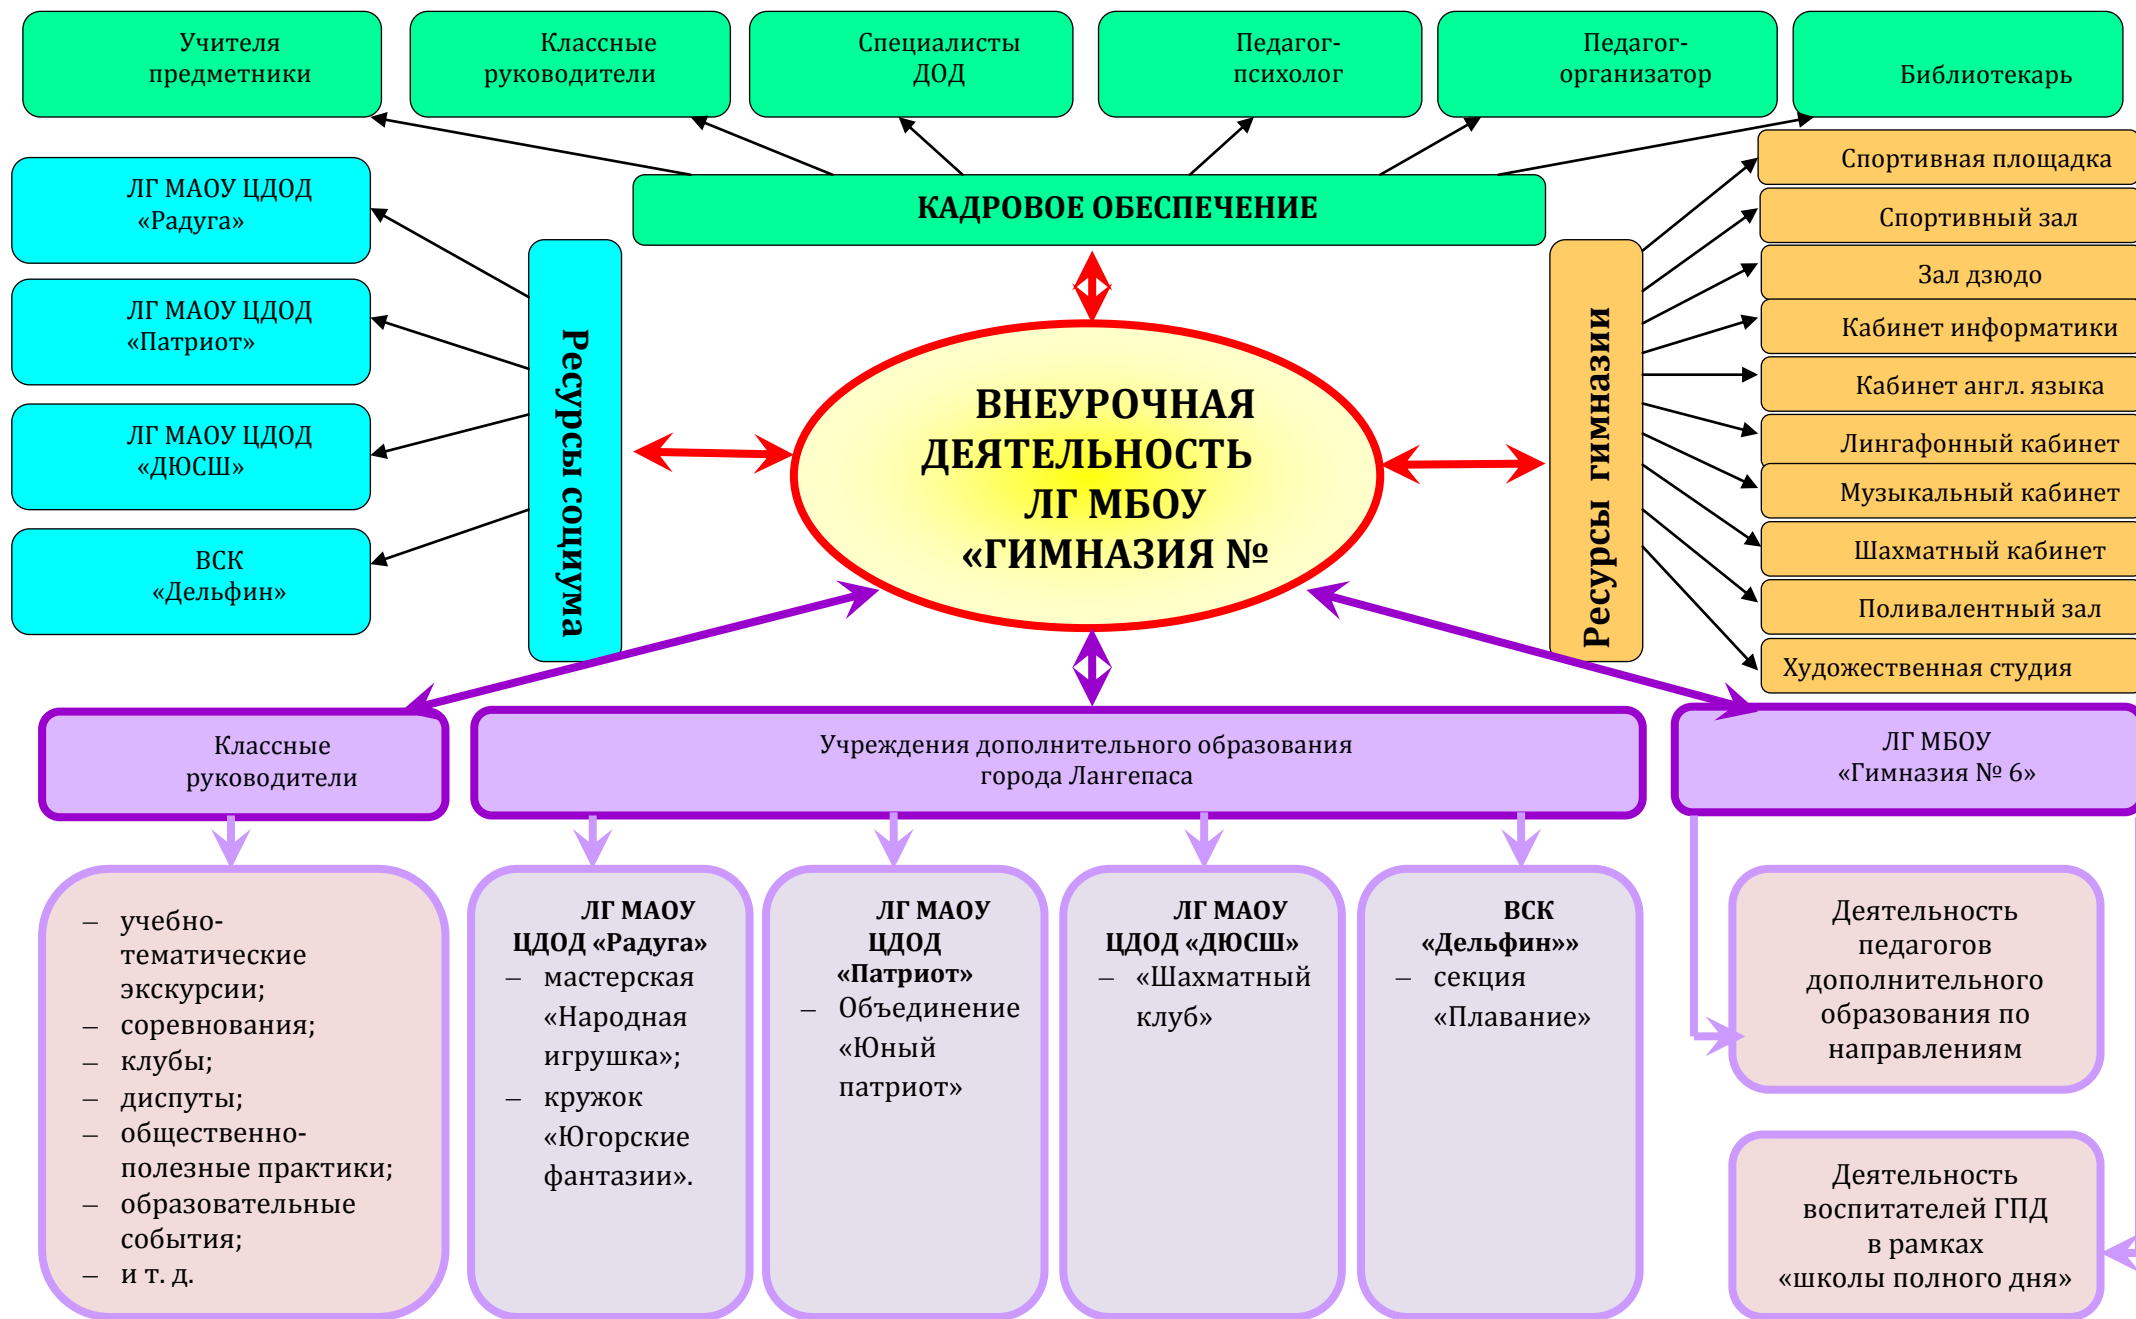 Учителя
предметники
Классные
руководители
Специалисты
ДОД
Педагог-
психолог
Педагог-
организатор
Библиотекарь
КАДРОВОЕ ОБЕСПЕЧЕНИЕ
ЛГ МАОУ ЦДОД
«Радуга»
ЛГ МАОУ ЦДОД
«Патриот»
ЛГ МАОУ ЦДОД
«ДЮСШ»
ВСК
«Дельфин»
Ресурсы социума
ВНЕУРОЧНАЯ
ДЕЯТЕЛЬНОСТЬ
ЛГ МБОУ
«ГИМНАЗИЯ №
Ресурсы гимназии
Спортивная площадка
Спортивный зал
Зал дзюдо
Кабинет информатики
Кабинет англ. языка
Лингафонный кабинет
Музыкальный кабинет
Шахматный кабинет
Поливалентный зал
Художественная студия
Классные
руководители
Учреждения дополнительного образования
города Лангепаса
ЛГ МБОУ
«Гимназия № 6»
– учебно-
тематические
экскурсии;
– соревнования;
– клубы;
– диспуты;
– общественно-
полезные практики;
– образовательные
события;
– и т. д.
ЛГ МАОУ
ЦДОД «Радуга»
– мастерская
«Народная
игрушка»;
– кружок
«Югорские
фантазии».
ЛГ МАОУ
ЦДОД
«Патриот»
– Объединение
«Юный
патриот»
ЛГ МАОУ
ЦДОД «ДЮСШ»
– «Шахматный
клуб»
ВСК
«Дельфин»»
– секция
«Плавание»
Деятельность
педагогов
дополнительного
образования по
направлениям
Деятельность
воспитателей ГПД
в рамках
«школы полного дня»